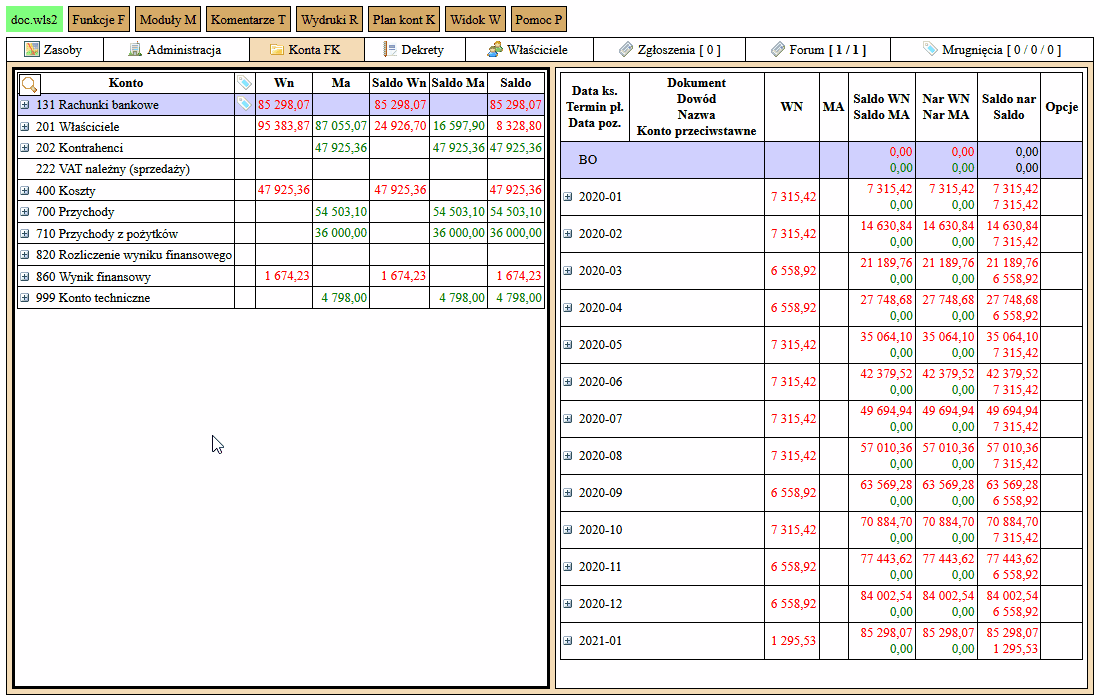 doc.wls2 Funkcje F Moduły M Komentarze T Wydruki R Plan kont K Widok W Pomoc P
Zasoby Administracja Konta FK Dekrety Właściciele Zgłoszenia [ 0 ] Forum [ 1 / 1 ] Mrugnięcia [ 0 / 0 / 0 ]
Konto Wn Ma Saldo Wn Saldo Ma Saldo
131 Rachunki bankowe 85 298,07 85 298,07 85 298,07
201 Właściciele 95 383,87 87 055,07 24 926,70 16 597,90 8 328,80
202 Kontrahenci 47 925,36 47 925,36 47 925,36
222 VAT należny (sprzedaży)
400 Koszty 47 925,36 47 925,36 47 925,36
700 Przychody 54 503,10 54 503,10 54 503,10
710 Przychody z pożytków 36 000,00 36 000,00 36 000,00
820 Rozliczenie wyniku finansowego
860 Wynik finansowy 1 674,23 1 674,23 1 674,23
999 Konto techniczne 4 798,00 4 798,00 4 798,00
Data ks.
Termin pł.
Data poz.
Dokument
Dowód
Nazwa
Konto przeciwstawne
WN
MA
Saldo WN
Saldo MA
Nar WN
Nar MA
Saldo nar
Saldo
Opcje
BO 0,00 0,00 0,00
0,00 0,00 0,00
2020-01 7 315,42 7 315,42 7 315,42 7 315,42
0,00 0,00 7 315,42
2020-02 7 315,42 14 630,84 14 630,84 14 630,84
0,00 0,00 7 315,42
2020-03 6 558,92 21 189,76 21 189,76 21 189,76
0,00 0,00 6 558,92
2020-04 6 558,92 27 748,68 27 748,68 27 748,68
0,00 0,00 6 558,92
2020-05 7 315,42 35 064,10 35 064,10 35 064,10
0,00 0,00 7 315,42
2020-06 7 315,42 42 379,52 42 379,52 42 379,52
0,00 0,00 7 315,42
2020-07 7 315,42 49 694,94 49 694,94 49 694,94
0,00 0,00 7 315,42
2020-08 7 315,42 57 010,36 57 010,36 57 010,36
0,00 0,00 7 315,42
2020-09 6 558,92 63 569,28 63 569,28 63 569,28
0,00 0,00 6 558,92
2020-10 7 315,42 70 884,70 70 884,70 70 884,70
0,00 0,00 7 315,42
2020-11 6 558,92 77 443,62 77 443,62 77 443,62
0,00 0,00 6 558,92
2020-12 6 558,92 84 002,54 84 002,54 84 002,54
0,00 0,00 6 558,92
2021-01 1 295,53 85 298,07 85 298,07 85 298,07
0,00 0,00 1 295,53